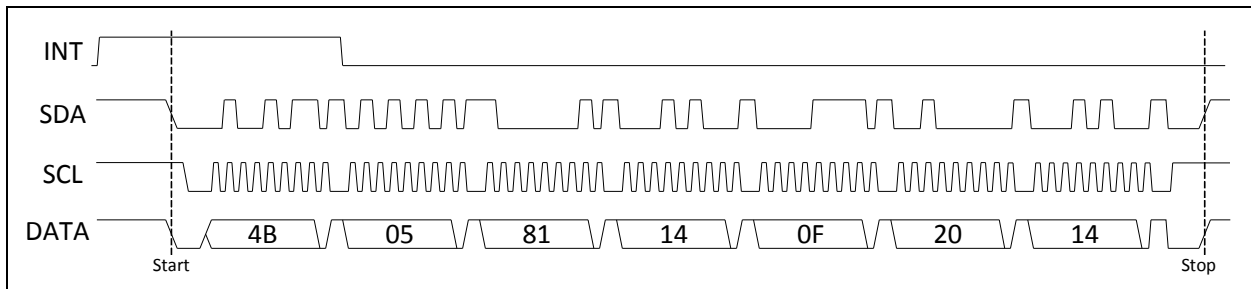 INT
SDA
SCL
DATA 4B 05 81 14 0F 20 14
Start Stop